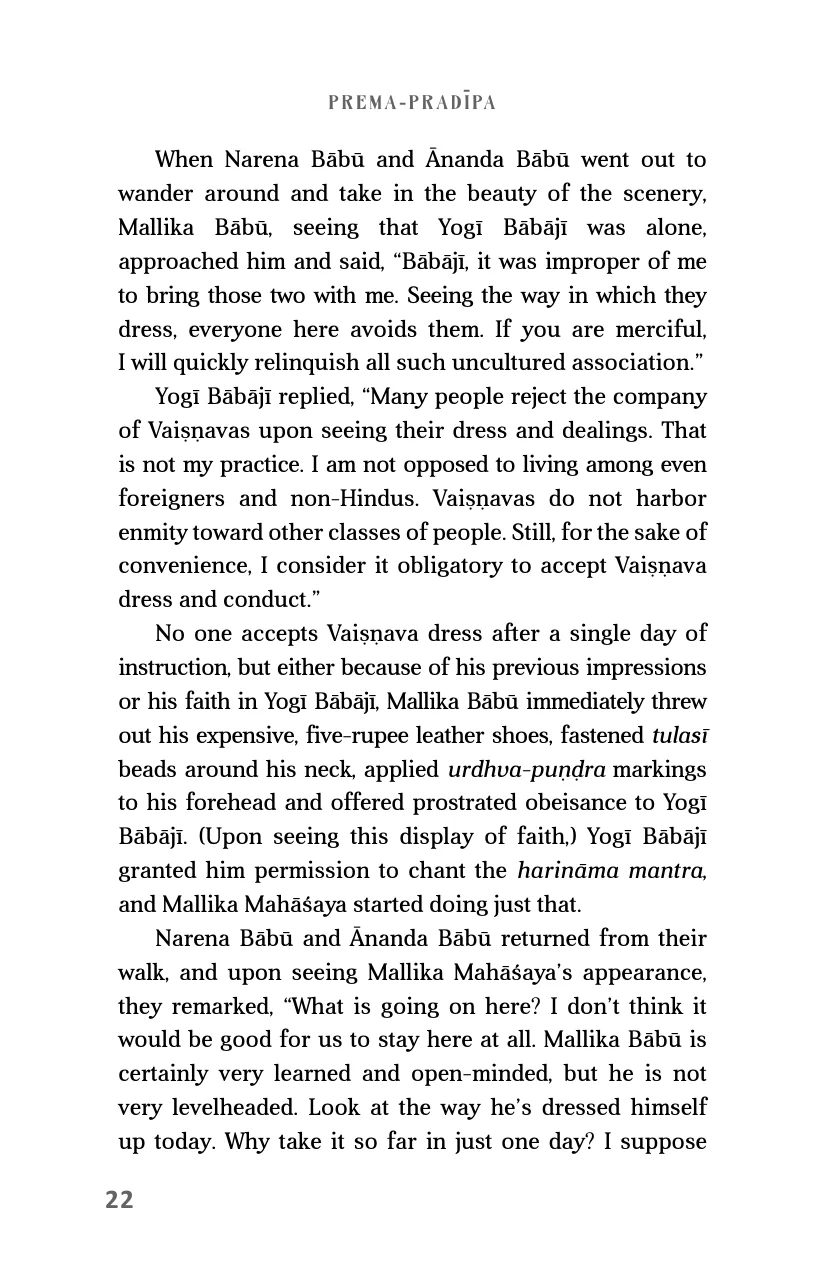 PREMA-PRADĪPA
When Narena Bābū and Ānanda Bābū went out to
wander around and take in the beauty of the scenery,
Mallika Bābū, seeing that Yogī Bābājī was alone,
approached him and said, “Bābājī, it was improper of me
to bring those two with me. Seeing the way in which they
dress, everyone here avoids them. If you are merciful,
I will quickly relinquish all such uncultured association.”
Yogī Bābājī replied, “Many people reject the company
of Vaiṣṇavas upon seeing their dress and dealings. That
is not my practice. I am not opposed to living among even
foreigners and non-Hindus. Vaiṣṇavas do not harbor
enmity toward other classes of people. Still, for the sake of
convenience, I consider it obligatory to accept Vaiṣṇava
dress and conduct.”
No one accepts Vaiṣṇava dress after a single day of
instruction, but either because of his previous impressions
or his faith in Yogī Bābājī, Mallika Bābū immediately threw
out his expensive, five-rupee leather shoes, fastened tulasī
beads around his neck, applied urdhva-puṇḍra markings
to his forehead and offered prostrated obeisance to Yogī
Bābājī. (Upon seeing this display of faith,) Yogī Bābājī
granted him permission to chant the harināma mantra,
and Mallika Mahāśaya started doing just that.
Narena Bābū and Ānanda Bābū returned from their
walk, and upon seeing Mallika Mahāśaya’s appearance,
they remarked, “What is going on here? I don’t think it
would be good for us to stay here at all. Mallika Bābū is
certainly very learned and open-minded, but he is not
very levelheaded. Look at the way he’s dressed himself
up today. Why take it so far in just one day? I suppose
22